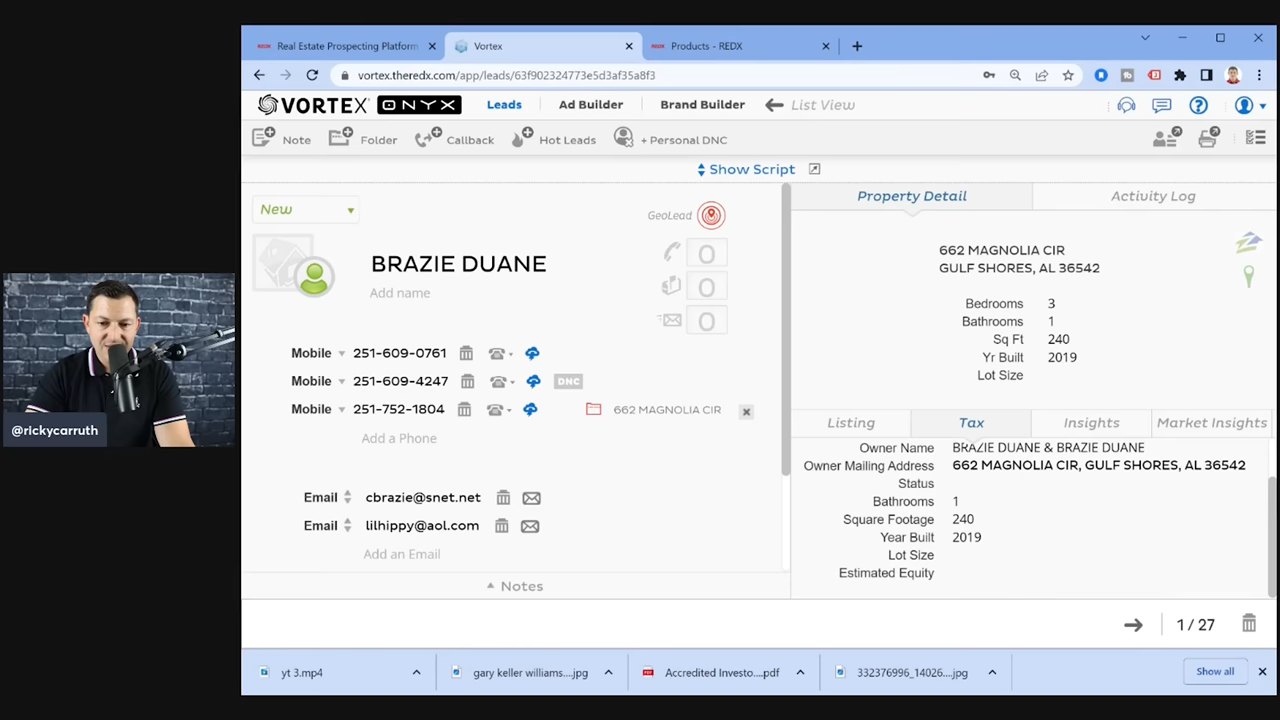 Real Estate Prospecting Platform
Vortex
Products - REDX
vortex.theredx.com/app/leads/63f902324773e5d3af35a8f3
VORTEX ONYX
Leads
Ad Builder
Brand Builder
List View
Note
Folder
Callback
Hot Leads
+ Personal DNC
Show Script
New
GeoLead
BRAZIE DUANE
Add name
0
0
0
Mobile 251-609-0761
Mobile 251-609-4247 DNC
Mobile 251-752-1804 662 MAGNOLIA CIR
Add a Phone
Email cbrazie@snet.net
Email lilhippy@aol.com
Add an Email
Notes
Property Detail
Activity Log
662 MAGNOLIA CIR
GULF SHORES, AL 36542
Bedrooms 3
Bathrooms 1
Sq Ft 240
Yr Built 2019
Lot Size
Listing
Tax
Insights
Market Insights
Owner Name BRAZIE DUANE & BRAZIE DUANE
Owner Mailing Address 662 MAGNOLIA CIR, GULF SHORES, AL 36542
Status
Bathrooms 1
Square Footage 240
Year Built 2019
Lot Size
Estimated Equity
1 / 27
@rickycarruth
yt 3.mp4
gary keller williams....jpg
Accredited Investo....pdf
332376996_14026...jpg
Show all